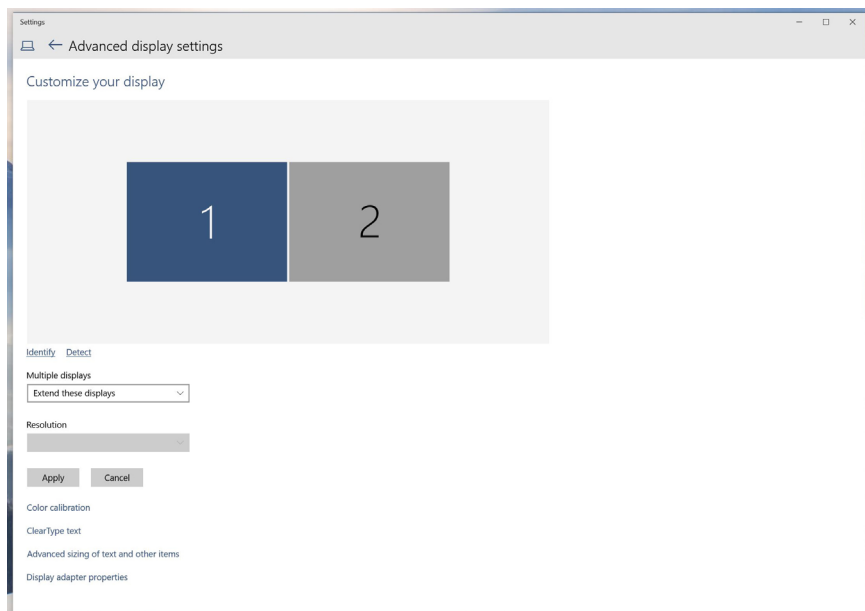 Settings
Advanced display settings
Customize your display
1 2
Identify Detect
Multiple displays
Extend these displays
Resolution
Apply Cancel
Color calibration
ClearType text
Advanced sizing of text and other items
Display adapter properties